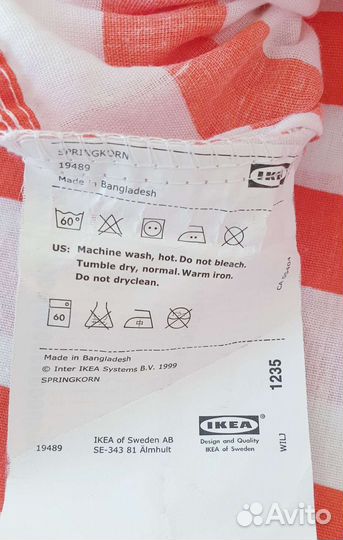 SPRINGKORN
19489
Made in Bangladesh
IKEA
60°
US: Machine wash, hot. Do not bleach.
Tumble dry, normal. Warm iron.
Do not dryclean.
60
Made in Bangladesh
© Inter IKEA Systems B.V. 1999
SPRINGKORN
1235
19489
IKEA of Sweden AB
SE-343 81 Älmhult
IKEA
Design and Quality
IKEA of Sweden
WILJ
Avito